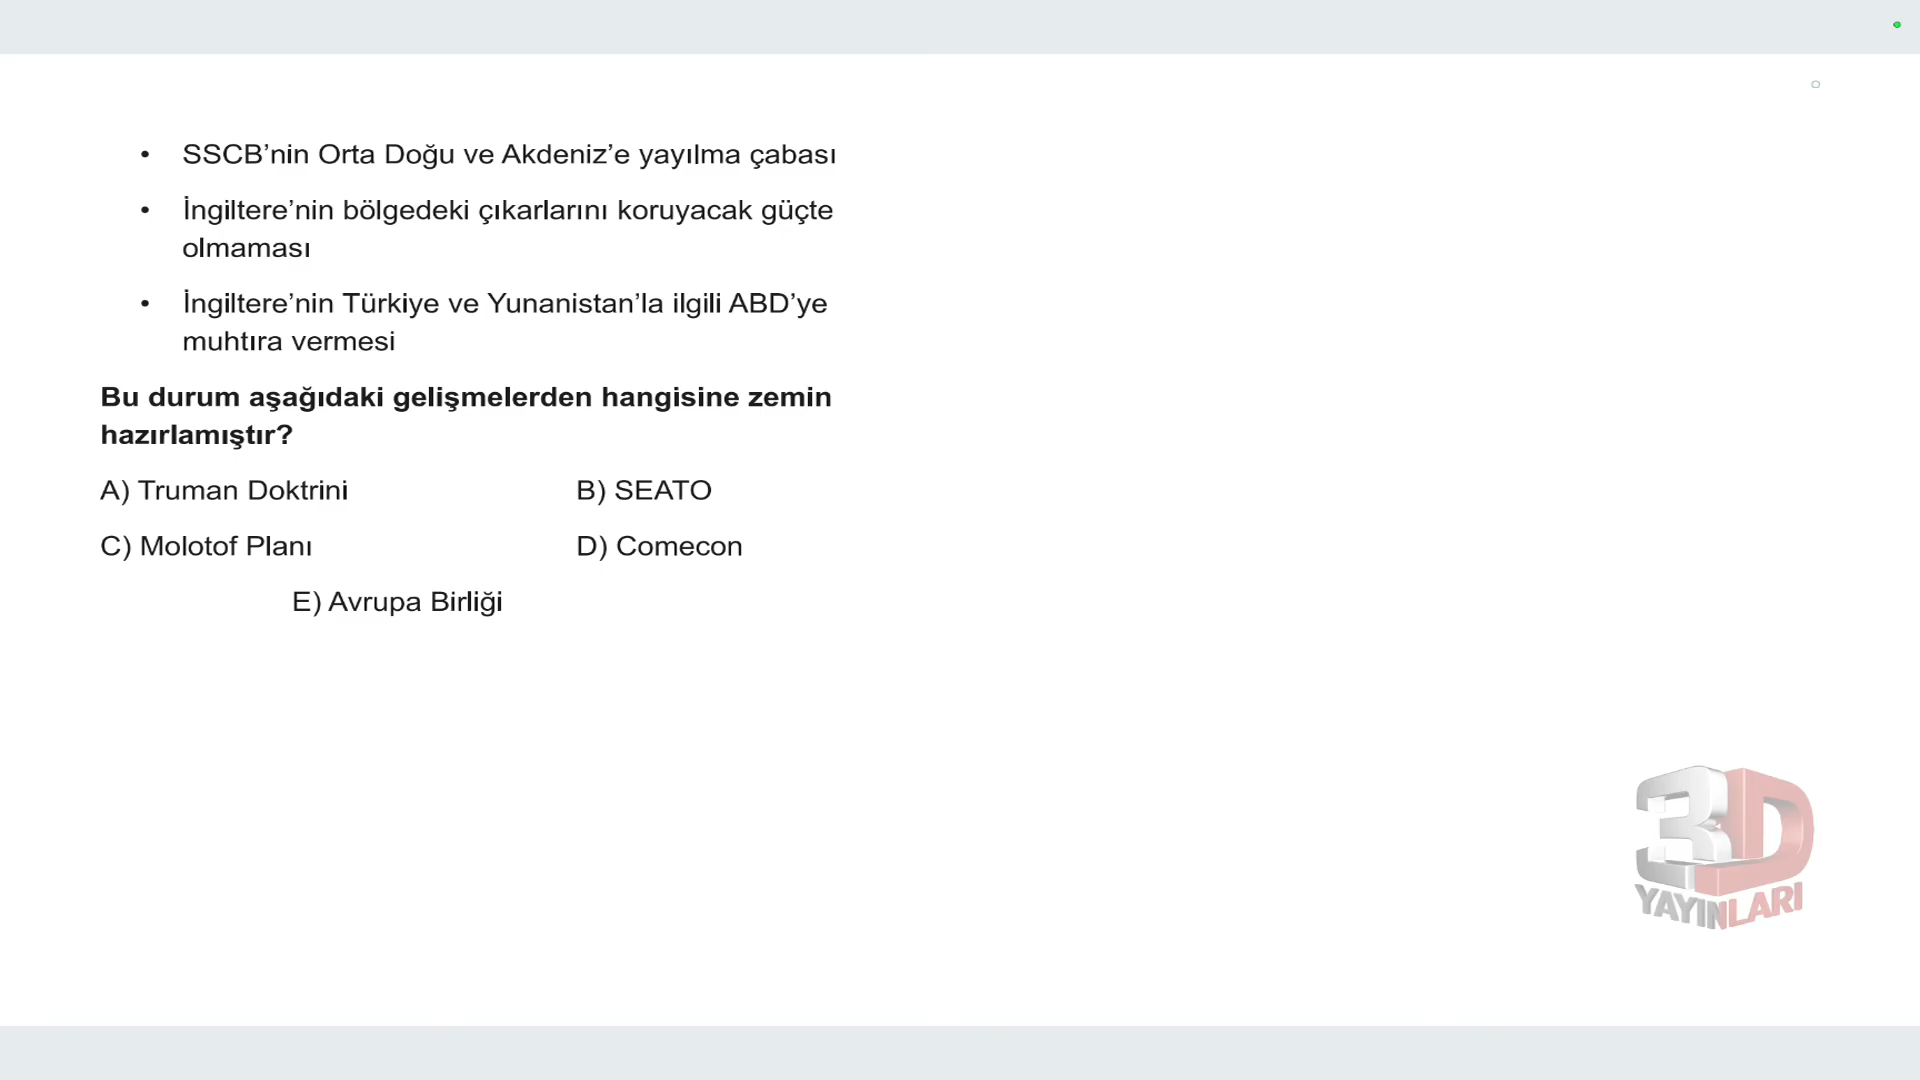 • SSCB’nin Orta Doğu ve Akdeniz’e yayılma çabası
• İngiltere’nin bölgedeki çıkarlarını koruyacak güçte
olmaması
• İngiltere’nin Türkiye ve Yunanistan’la ilgili ABD’ye
muhtıra vermesi
Bu durum aşağıdaki gelişmelerden hangisine zemin
hazırlamıştır?
A) Truman Doktrini B) SEATO
C) Molotof Planı D) Comecon
E) Avrupa Birliği
3D
YAYINLARI